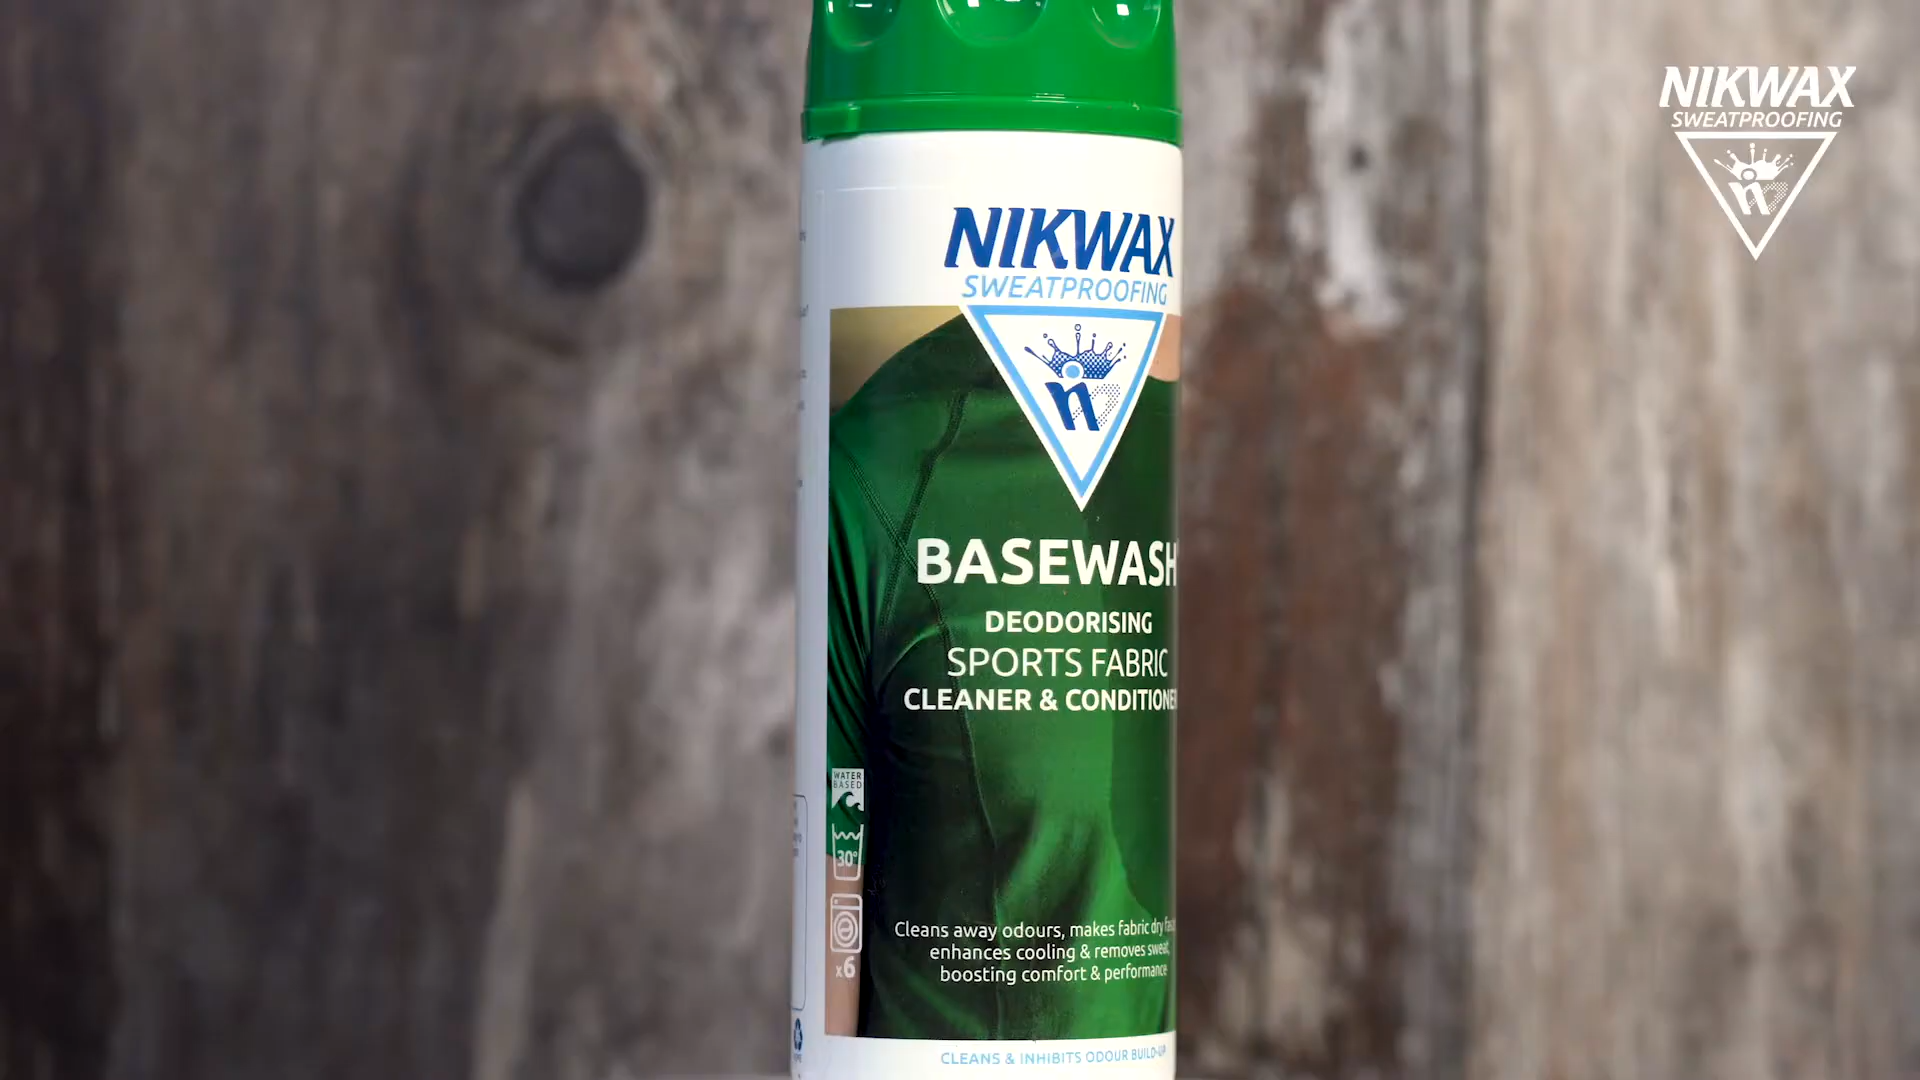 NIKWAX
SWEATPROOFING
n
NIKWAX
SWEATPROOFING
n
BASEWASH
DEODORISING
SPORTS FABRIC
CLEANER & CONDITIONER
WATER
BASED
30°
x6
Cleans away odours, makes fabric dry
enhances cooling & removes sweat,
boosting comfort & performance
CLEANS & INHIBITS ODOUR BUILD-UP